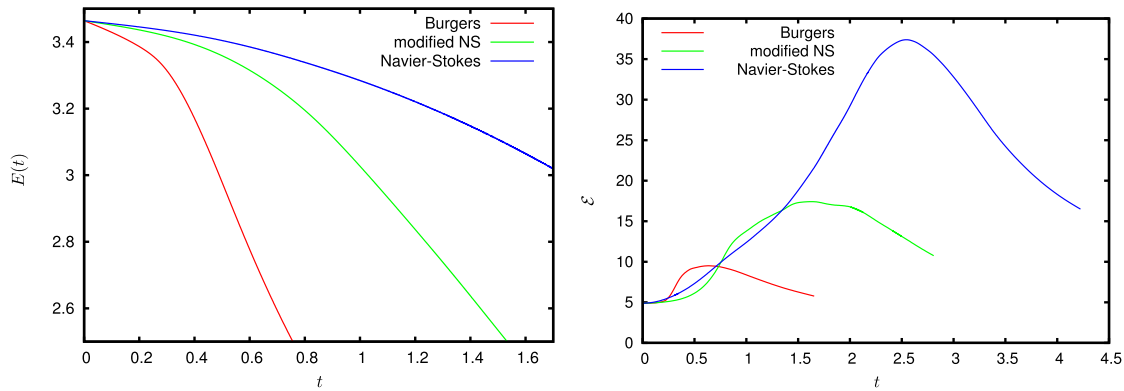 3.4
3.2
3
2.8
2.6
E(t)
0 0.2 0.4 0.6 0.8 1 1.2 1.4 1.6
t
Burgers
modified NS
Navier-Stokes
40
35
30
25
20
15
10
5
0
ℰ
0 0.5 1 1.5 2 2.5 3 3.5 4 4.5
t
Burgers
modified NS
Navier-Stokes